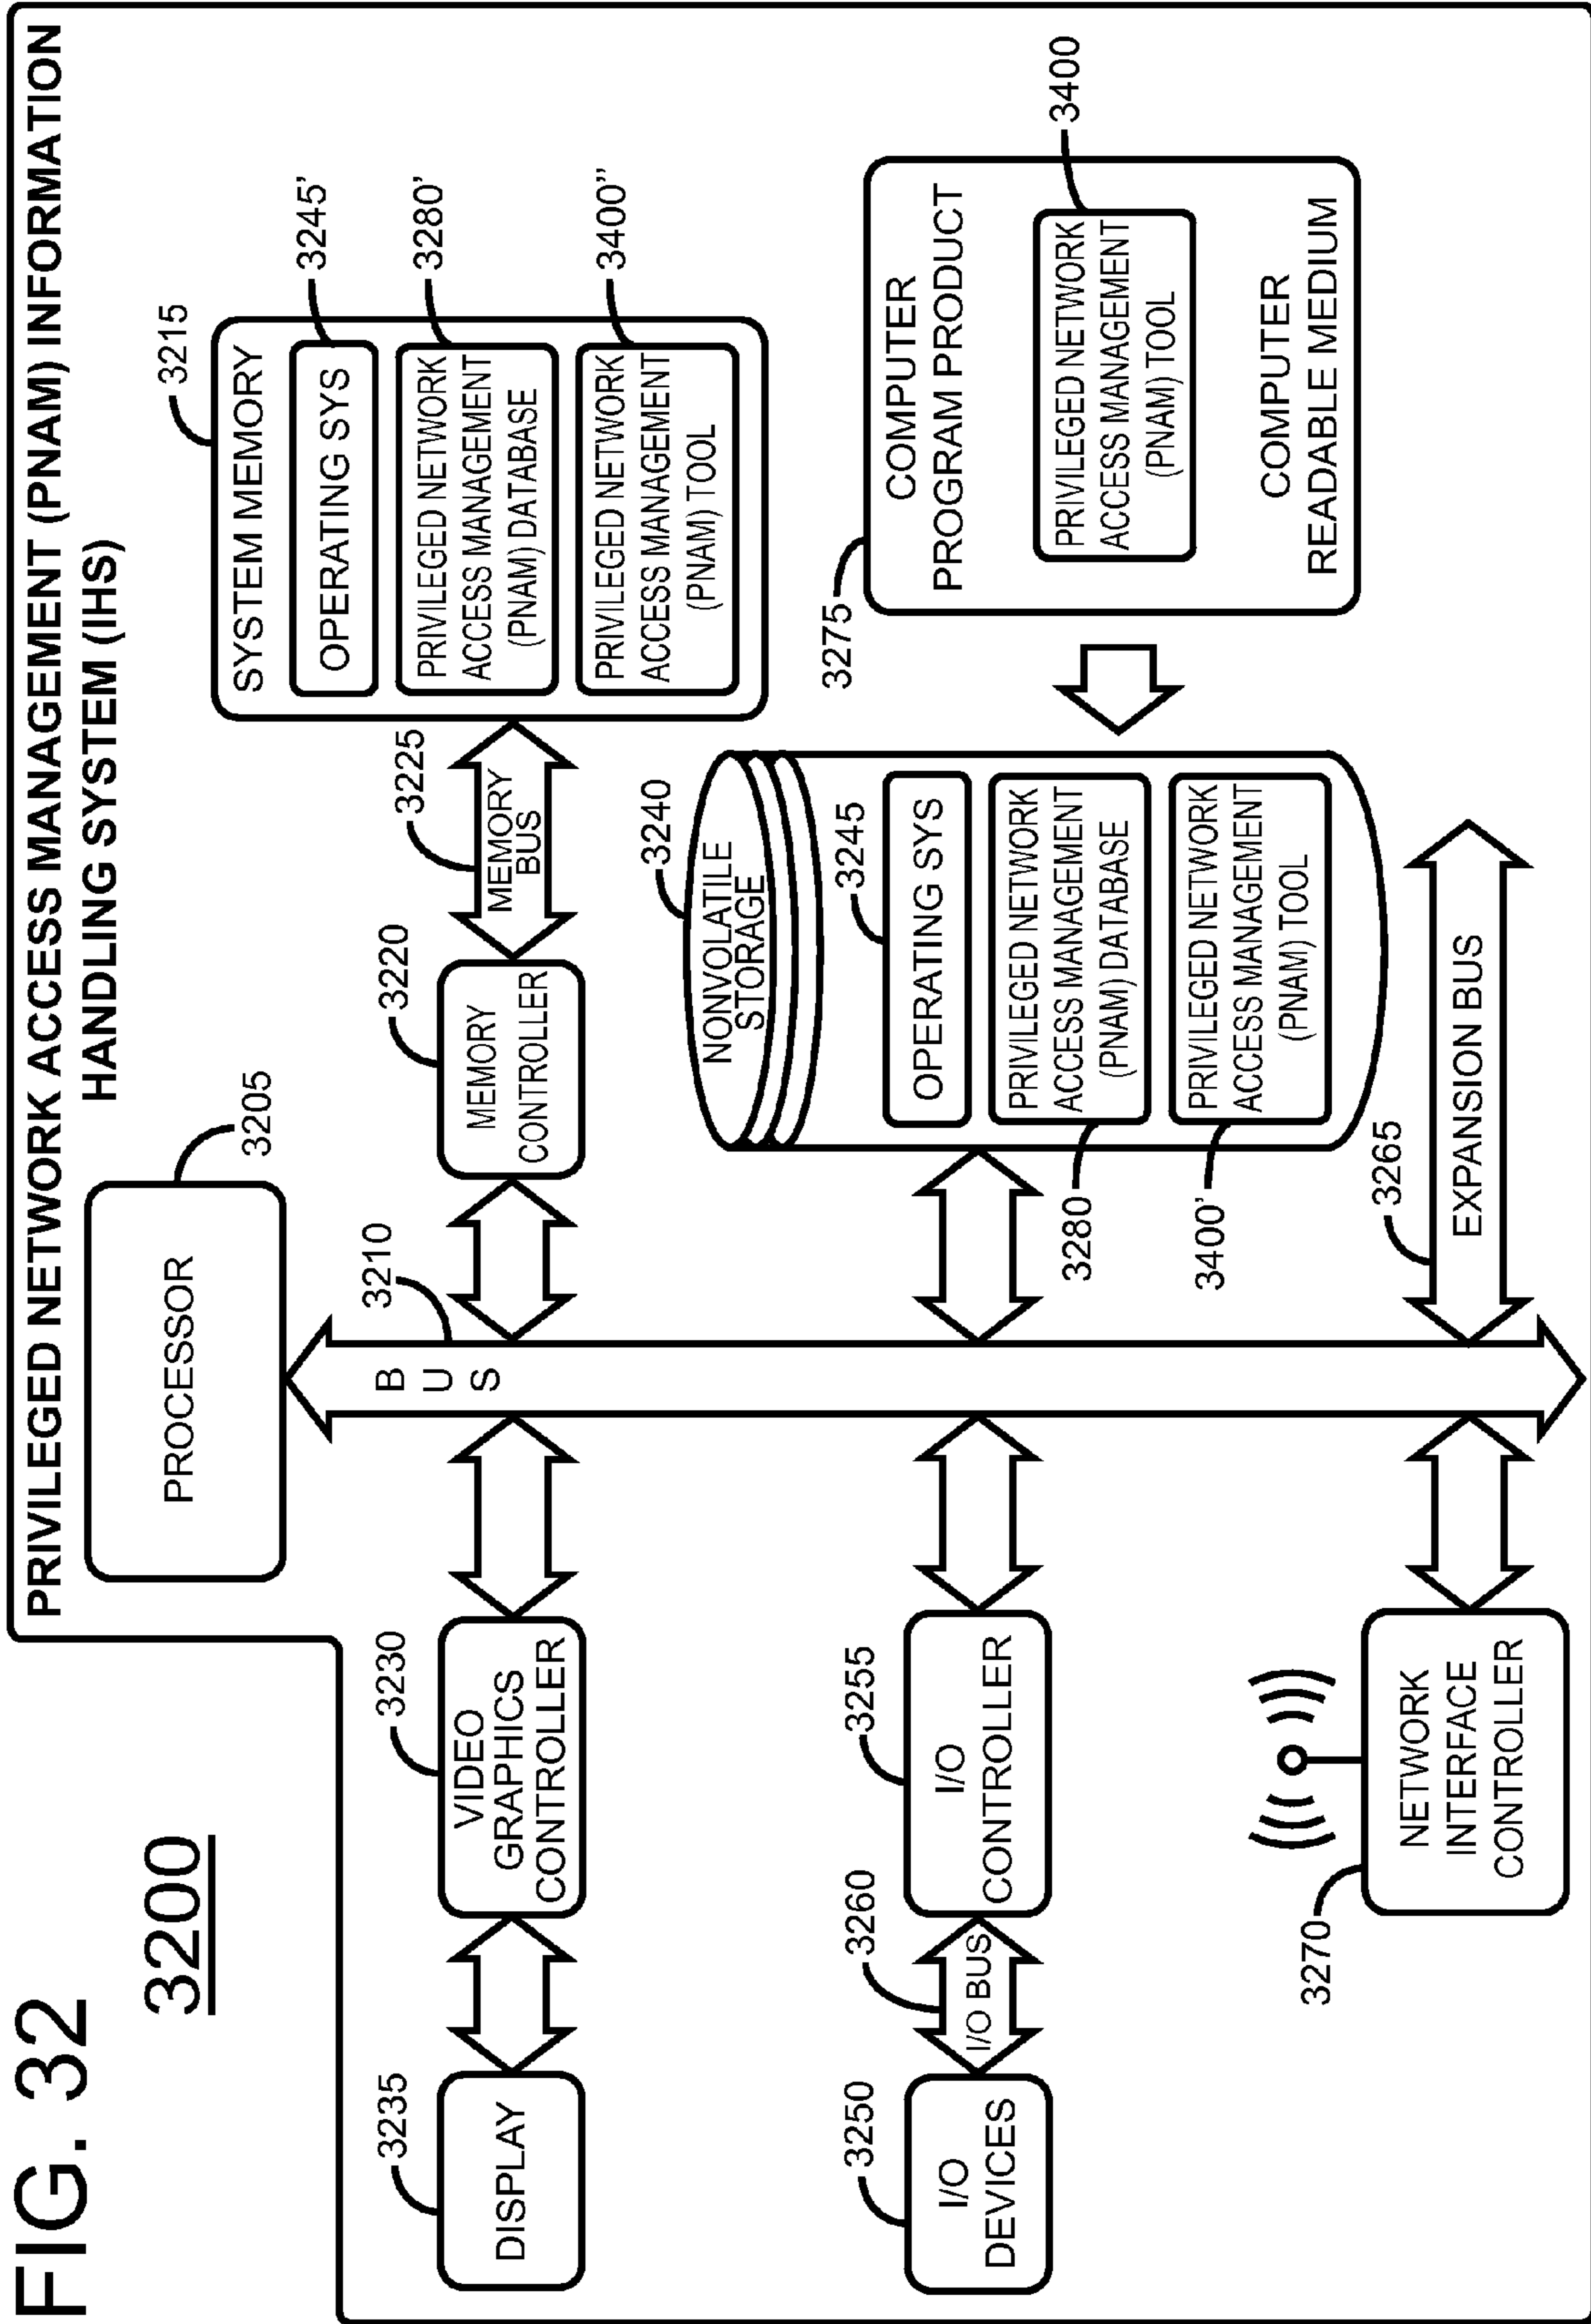 FIG. 32
3200
PRIVILEGED NETWORK ACCESS MANAGEMENT (PNAM) INFORMATION
HANDLING SYSTEM (IHS)
PROCESSOR
3205
3210
B
U
S
3215
SYSTEM MEMORY
OPERATING SYS
3245'
PRIVILEGED NETWORK
ACCESS MANAGEMENT
(PNAM) DATABASE
3280'
PRIVILEGED NETWORK
ACCESS MANAGEMENT
(PNAM) TOOL
3400"
3225
MEMORY
BUS
3220
MEMORY
CONTROLLER
3230
VIDEO
GRAPHICS
CONTROLLER
3235
DISPLAY
3240
NONVOLATILE
STORAGE
3245
OPERATING SYS
PRIVILEGED NETWORK
ACCESS MANAGEMENT
(PNAM) DATABASE
3280
PRIVILEGED NETWORK
ACCESS MANAGEMENT
(PNAM) TOOL
3400'
3275
COMPUTER
PROGRAM PRODUCT
PRIVILEGED NETWORK
ACCESS MANAGEMENT
(PNAM) TOOL
3400
COMPUTER
READABLE MEDIUM
3250
I/O
DEVICES
3260
I/O BUS
3255
I/O
CONTROLLER
3265
EXPANSION BUS
3270
NETWORK
INTERFACE
CONTROLLER